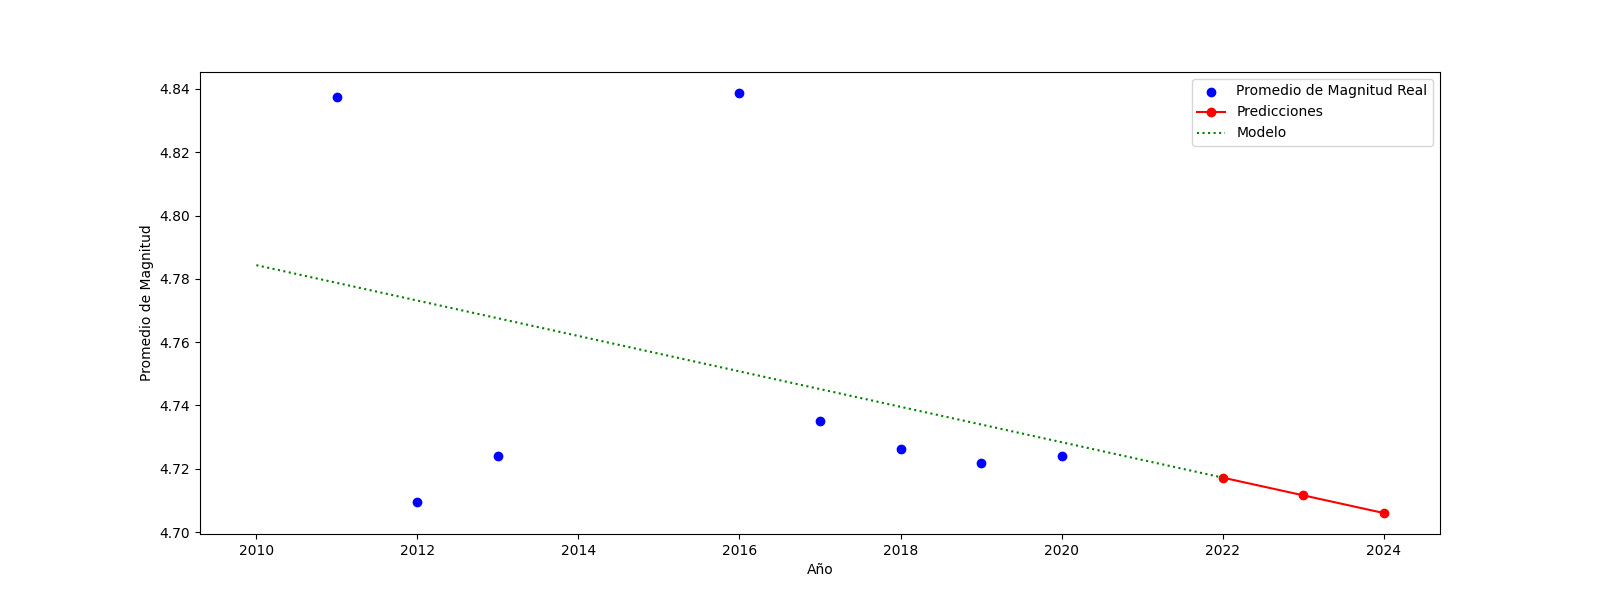 4.84
4.82
4.80
4.78
4.76
4.74
4.72
4.70
Promedio de Magnitud
2010 2012 2014 2016 2018 2020 2022 2024
Año
Promedio de Magnitud Real
Predicciones
Modelo